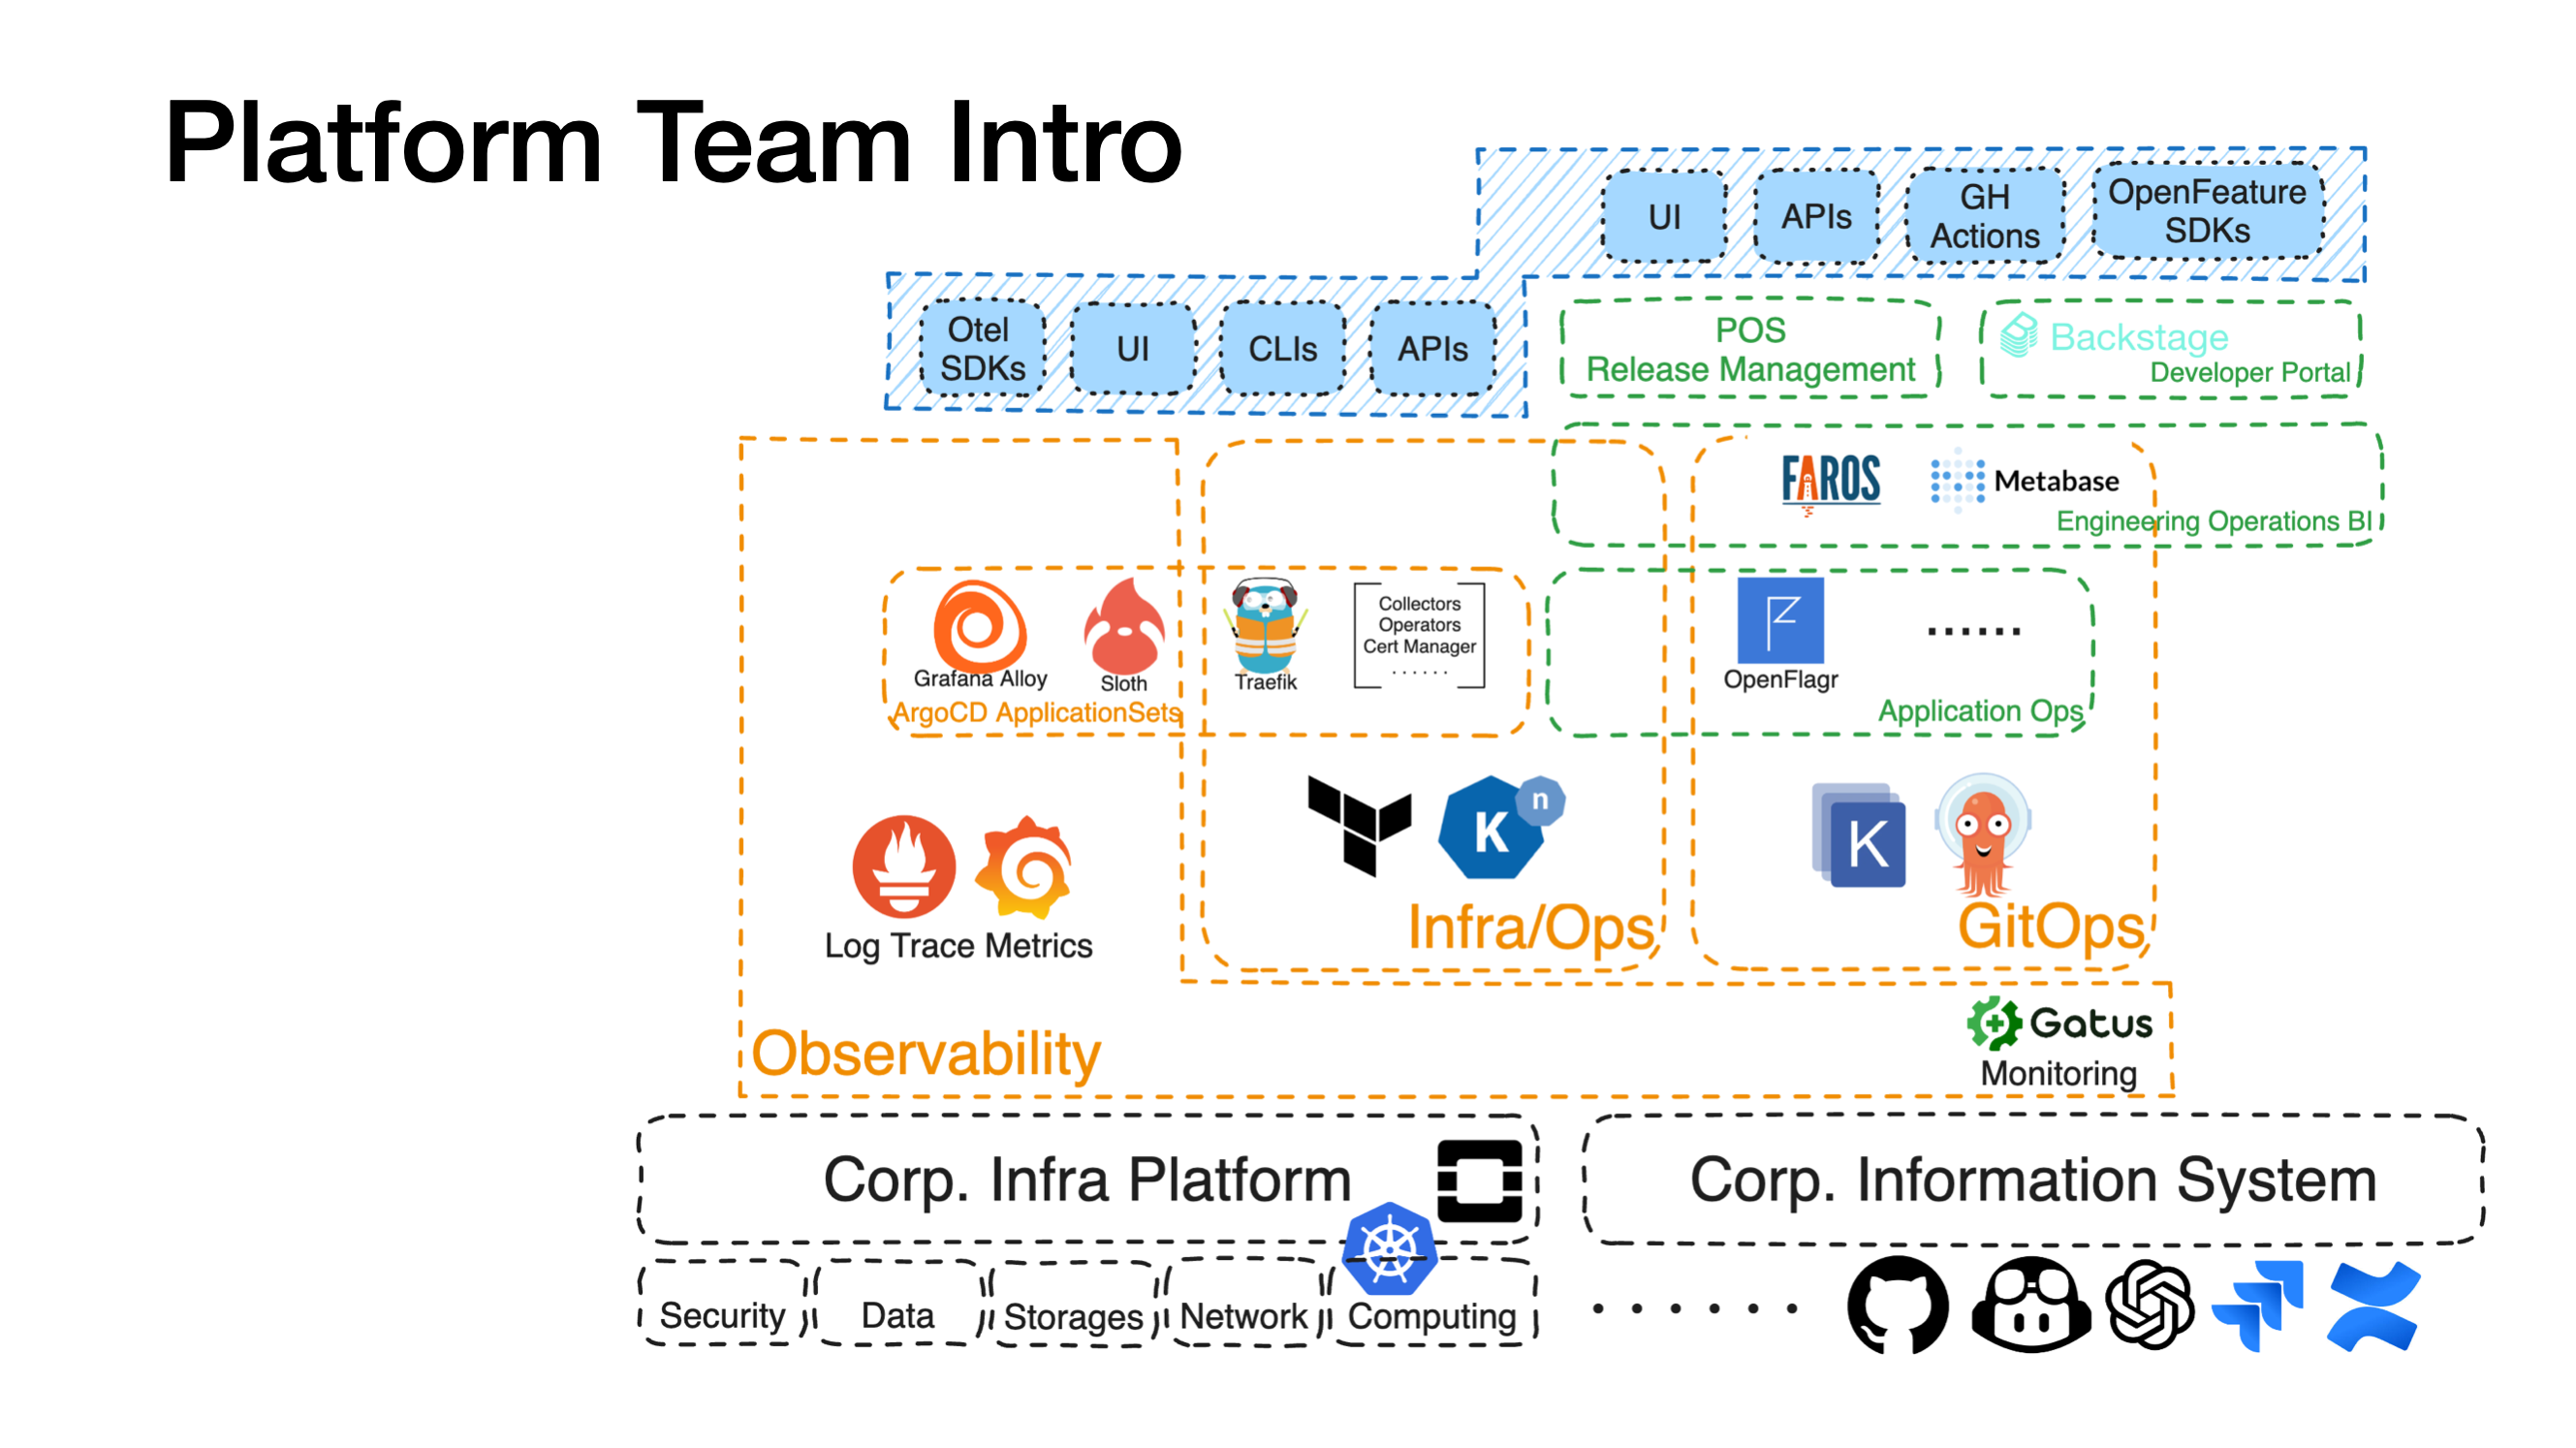 Platform Team Intro
UI
APIs
GH
Actions
OpenFeature
SDKs
Otel
SDKs
UI
CLIs
APIs
POS
Release Management
Backstage
Developer Portal
FAROS
Metabase
Engineering Operations BI
Grafana Alloy
Sloth
ArgoCD ApplicationSets
Traefik
Collectors
Operators
Cert Manager
......
OpenFlagr
......
Application Ops
K
n
K
Log Trace Metrics
Infra/Ops
GitOps
Observability
Gatus
Monitoring
Corp. Infra Platform
Corp. Information System
Security
Data
Storages
Network
Computing
......